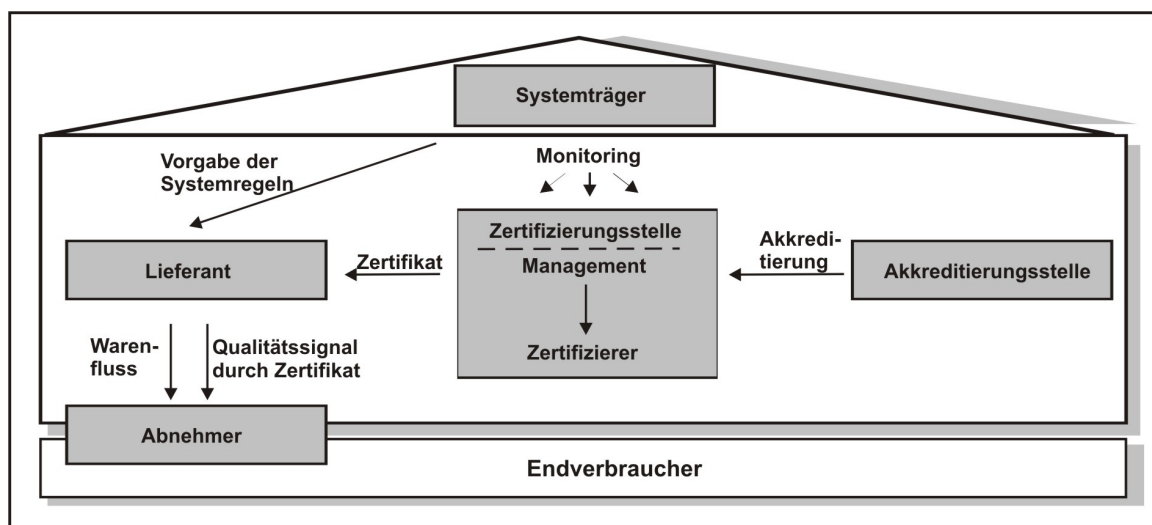 Systemträger
Vorgabe der
Systemregeln
Monitoring
Lieferant
Zertifikat
Zertifizierungsstelle
Management
Zertifizierer
Akkredi-
tierung
Akkreditierungsstelle
Waren-
fluss
Qualitätssignal
durch Zertifikat
Abnehmer
Endverbraucher